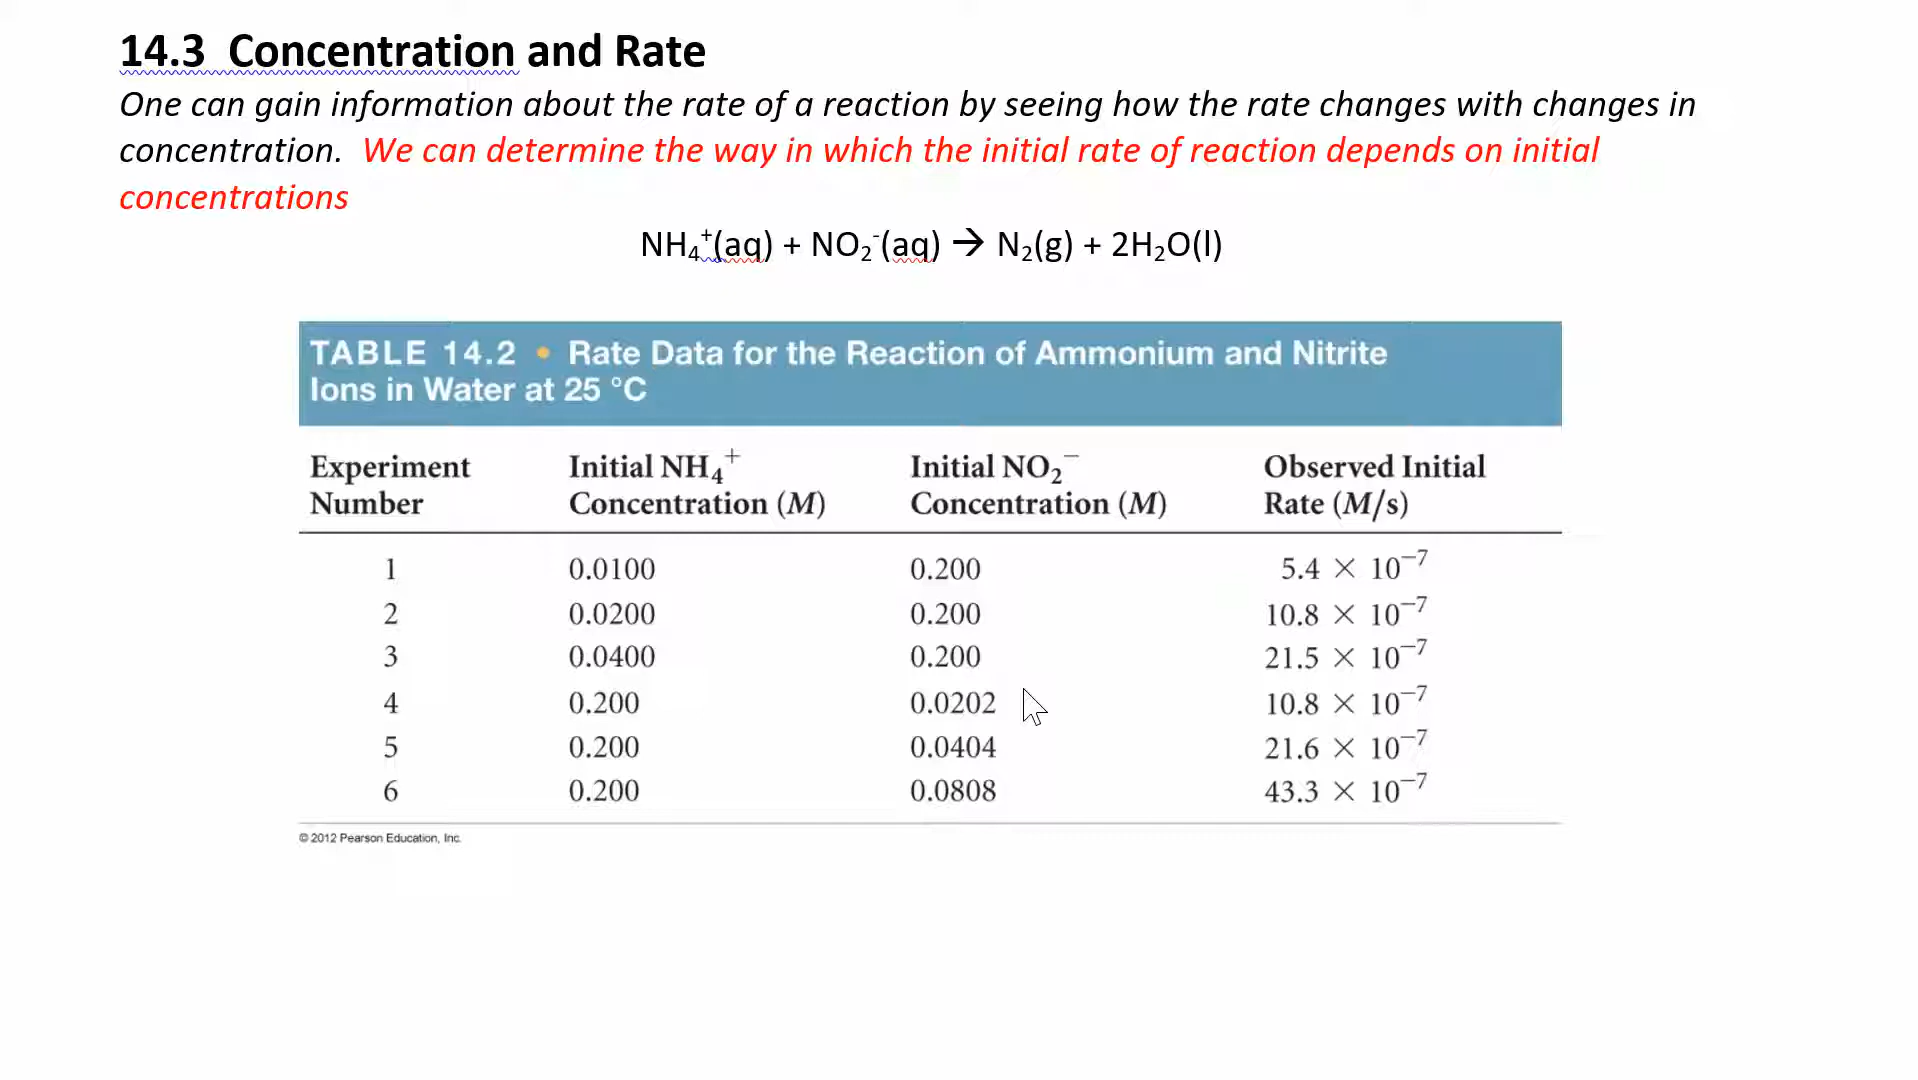 14.3  Concentration and Rate
One can gain information about the rate of a reaction by seeing how the rate changes with changes in
concentration.  We can determine the way in which the initial rate of reaction depends on initial
concentrations
NH₄⁺(aq) + NO₂⁻(aq) → N₂(g) + 2H₂O(l)
TABLE 14.2 • Rate Data for the Reaction of Ammonium and Nitrite
Ions in Water at 25 °C
Experiment Initial NH₄⁺ Initial NO₂⁻ Observed Initial
Number Concentration (M) Concentration (M) Rate (M/s)
1 0.0100 0.200 5.4 × 10⁻⁷
2 0.0200 0.200 10.8 × 10⁻⁷
3 0.0400 0.200 21.5 × 10⁻⁷
4 0.200 0.0202 10.8 × 10⁻⁷
5 0.200 0.0404 21.6 × 10⁻⁷
6 0.200 0.0808 43.3 × 10⁻⁷
© 2012 Pearson Education, Inc.